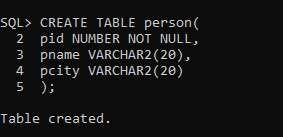 SQL> CREATE TABLE person(
  2  pid NUMBER NOT NULL,
  3  pname VARCHAR2(20),
  4  pcity VARCHAR2(20)
  5  );
Table created.